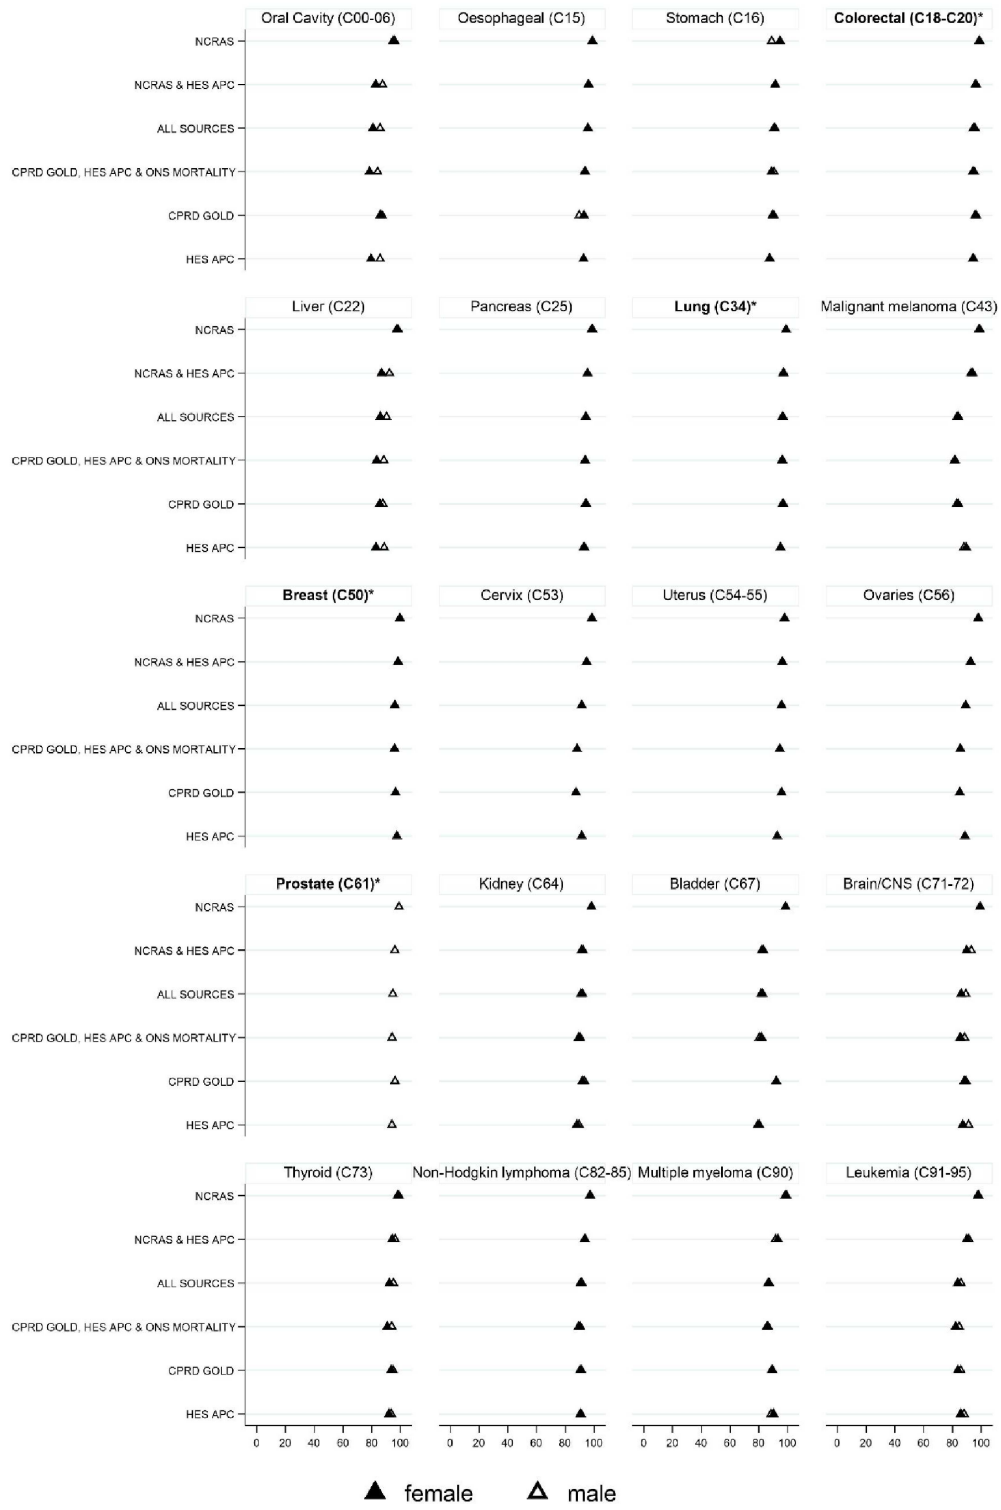 Oral Cavity (C00-06) Oesophageal (C15) Stomach (C16) Colorectal (C18-C20)*
NCRAS
NCRAS & HES APC
ALL SOURCES
CPRD GOLD, HES APC & ONS MORTALITY
CPRD GOLD
HES APC
Liver (C22) Pancreas (C25) Lung (C34)* Malignant melanoma (C43)
NCRAS
NCRAS & HES APC
ALL SOURCES
CPRD GOLD, HES APC & ONS MORTALITY
CPRD GOLD
HES APC
Breast (C50)* Cervix (C53) Uterus (C54-55) Ovaries (C56)
NCRAS
NCRAS & HES APC
ALL SOURCES
CPRD GOLD, HES APC & ONS MORTALITY
CPRD GOLD
HES APC
Prostate (C61)* Kidney (C64) Bladder (C67) Brain/CNS (C71-72)
NCRAS
NCRAS & HES APC
ALL SOURCES
CPRD GOLD, HES APC & ONS MORTALITY
CPRD GOLD
HES APC
Thyroid (C73) Non-Hodgkin lymphoma (C82-85) Multiple myeloma (C90) Leukemia (C91-95)
NCRAS
NCRAS & HES APC
ALL SOURCES
CPRD GOLD, HES APC & ONS MORTALITY
CPRD GOLD
HES APC
0 20 40 60 80 100 0 20 40 60 80 100 0 20 40 60 80 100 0 20 40 60 80 100
female male